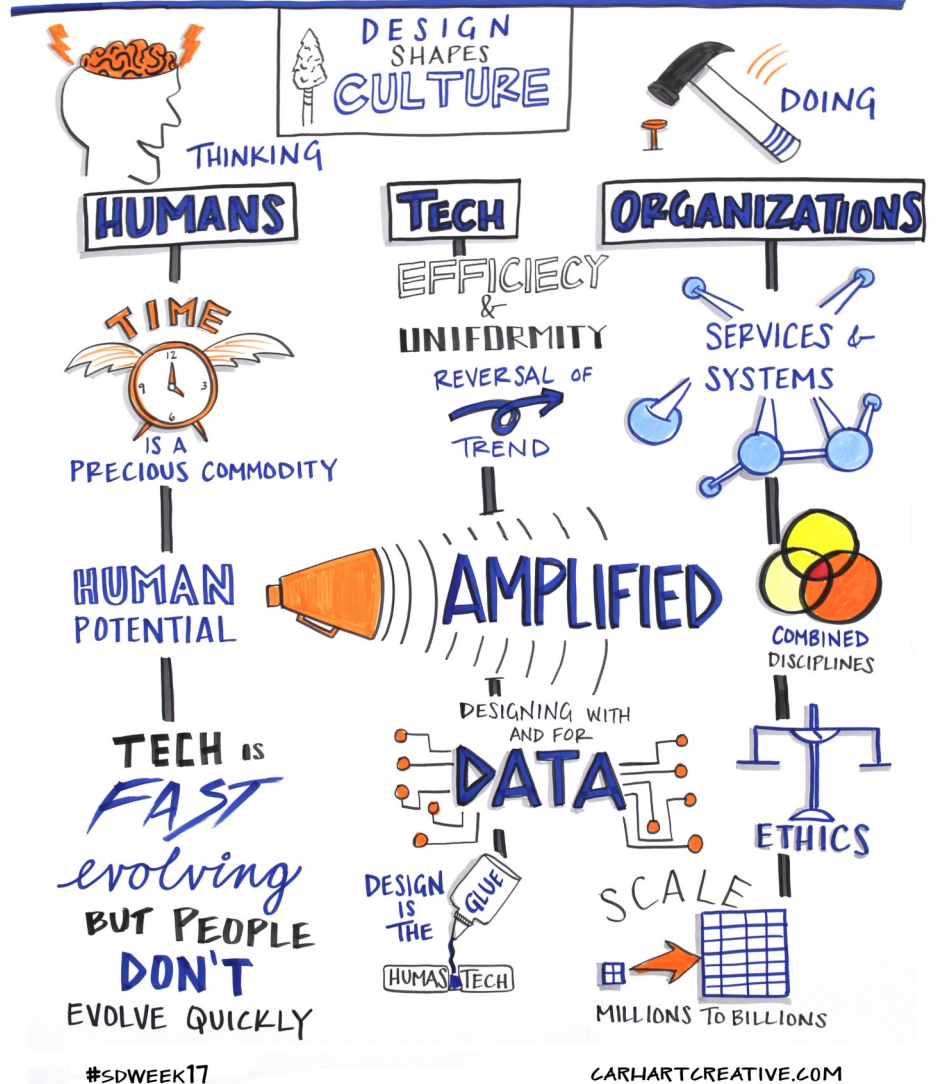 DESIGN
SHAPES
CULTURE
THINKING
DOING
HUMANS
TIME
12
9 3
6
IS A
PRECIOUS COMMODITY
HUMAN
POTENTIAL
TECH IS
FAST
evolving
BUT PEOPLE
DON'T
EVOLVE QUICKLY
TECH
EFFICIECY
&
UNIFORMITY
REVERSAL OF
TREND
AMPLIFIED
DESIGNING WITH
AND FOR
DATA
DESIGN
IS
THE
GLUE
HUMAS TECH
ORGANIZATIONS
SERVICES &
SYSTEMS
COMBINED
DISCIPLINES
ETHICS
SCALE
MILLIONS TO BILLIONS
#SDWEEK17
CARHARTCREATIVE.COM